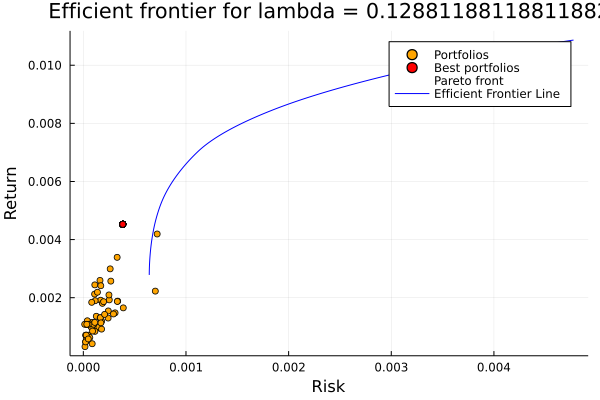 Efficient frontier for lambda = 0.1288118811881188
Portfolios
Best portfolios
Pareto front
Efficient Frontier Line
Return
0.010
0.008
0.006
0.004
0.002
0.000
0.001
0.002
0.003
0.004
Risk